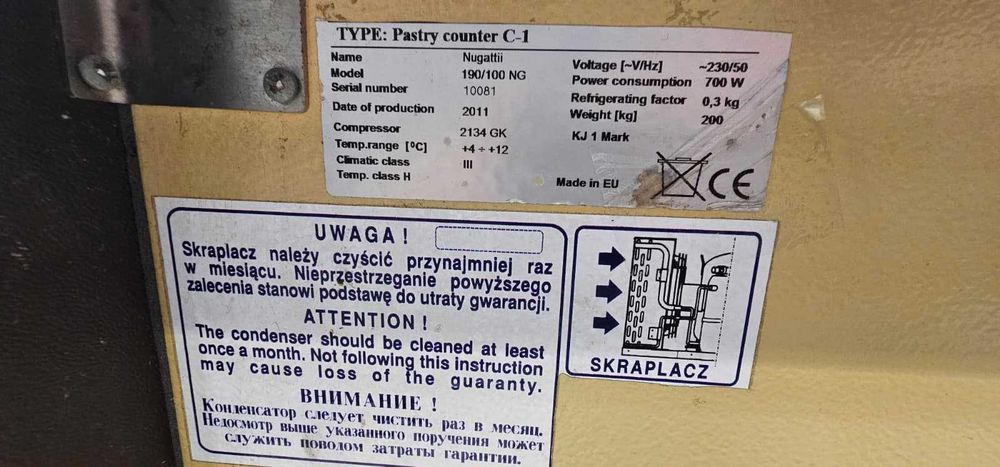 TYPE: Pastry counter C-1
Name Nugattii
Model 190/100 NG
Serial number 10081
Date of production 2011
Compressor 2134 GK
Temp.range [ºC] +4 ÷ +12
Climatic class III
Temp. class H
Voltage [~V/Hz] ~230/50
Power consumption 700 W
Refrigerating factor 0,3 kg
Weight [kg] 200
KJ 1 Mark
Made in EU
CE
UWAGA !
Skraplacz należy czyścić przynajmniej raz
w miesiącu. Nieprzestrzeganie powyższego
zalecenia stanowi podstawę do utraty gwarancji.
ATTENTION !
The condenser should be cleaned at least
once a month. Not following this instruction
may cause loss of the guaranty.
ВНИМАНИЕ !
Конденсатор следует чистить раз в месяц.
Недосмотр выше указанного поручения может
служить поводом затраты гарантии.
SKRAPLACZ